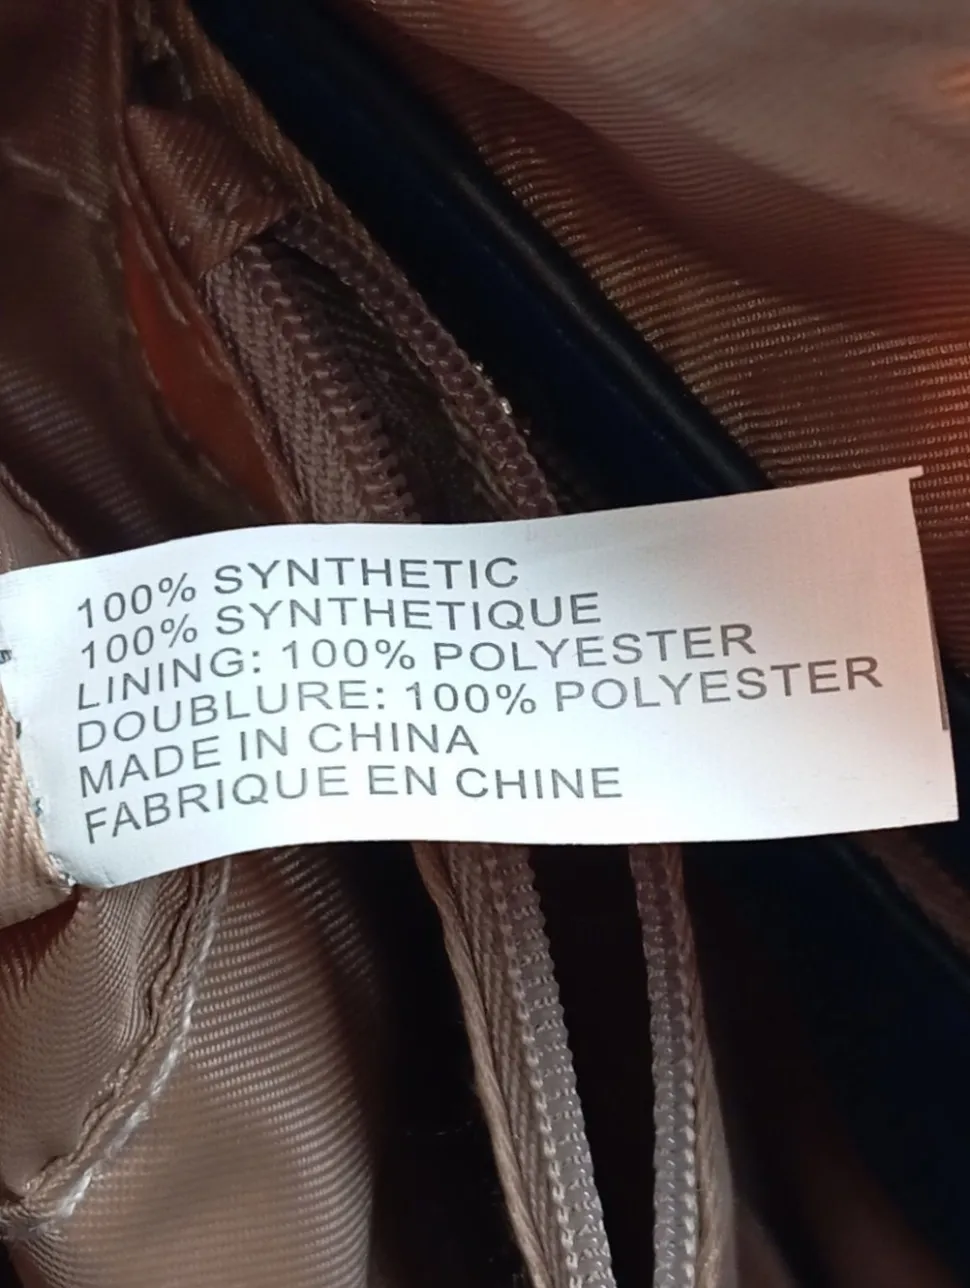 100% SYNTHETIC
100% SYNTHETIQUE
LINING: 100% POLYESTER
DOUBLURE: 100% POLYESTER
MADE IN CHINA
FABRIQUE EN CHINE